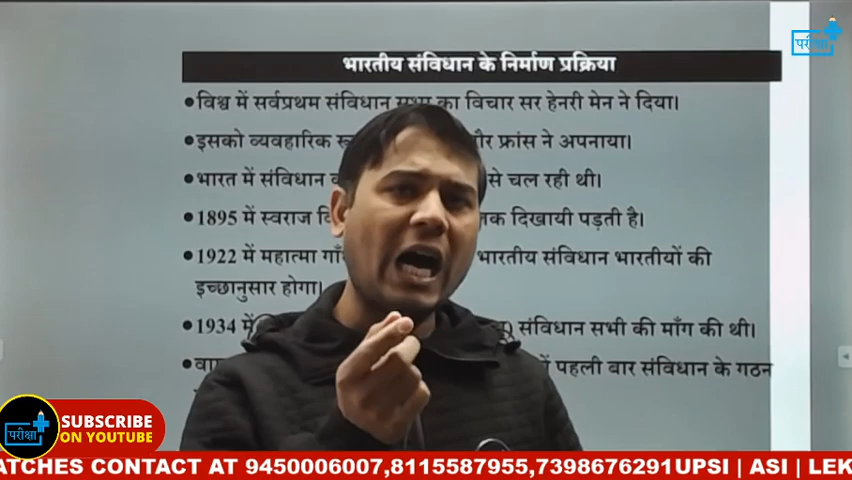 परीक्षा
भारतीय संविधान के निर्माण प्रक्रिया
● विश्व में सर्वप्रथम संविधान सभा का विचार सर हेनरी मेन ने दिया।
● इसको व्यवहारिक और फ्रांस ने अपनाया।
● भारत में संविधान से चल रही थी।
● 1895 में स्वराज दिखायी पड़ती है।
● 1922 में महात्मा भारतीय संविधान भारतीयों की
इच्छानुसार होगा।
● 1934 में संविधान सभी की माँग की थी।
● पहली बार संविधान के गठन
परीक्षा
SUBSCRIBE
ON YOUTUBE
ATCHES CONTACT AT 9450006007,8115587955,7398676291UPSI | ASI | LEK